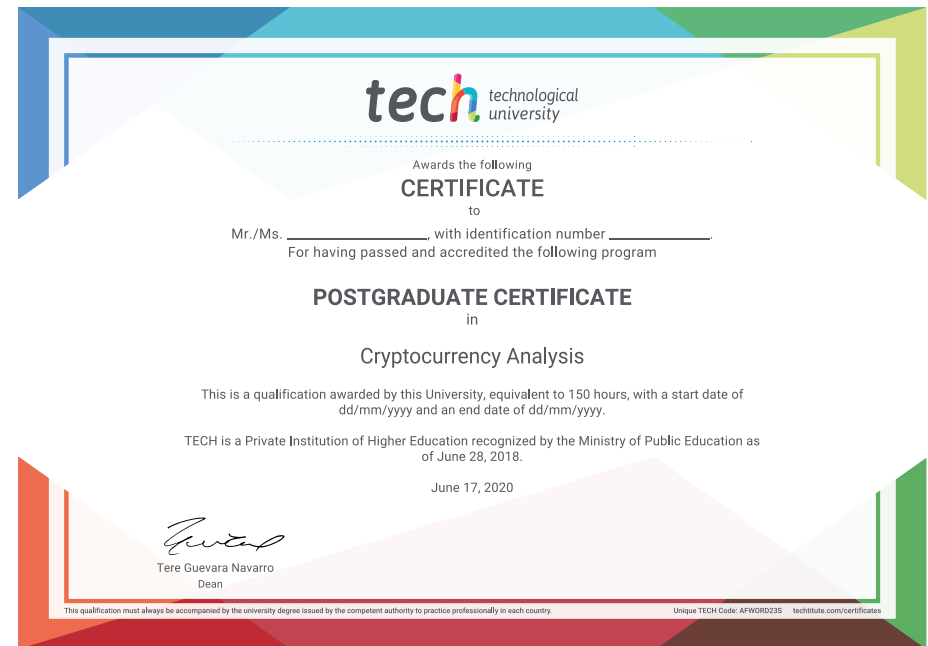 tech technological
university
Awards the following
CERTIFICATE
to
Mr./Ms. ____________________, with identification number ______________.
For having passed and accredited the following program
POSTGRADUATE CERTIFICATE
in
Cryptocurrency Analysis
This is a qualification awarded by this University, equivalent to 150 hours, with a start date of
dd/mm/yyyy and an end date of dd/mm/yyyy.
TECH is a Private Institution of Higher Education recognized by the Ministry of Public Education as
of June 28, 2018.
June 17, 2020
Tere Guevara Navarro
Dean
This qualification must always be accompanied by the university degree issued by the competent authority to practice professionally in each country. Unique TECH Code: AFWORD23S techtitute.com/certificates